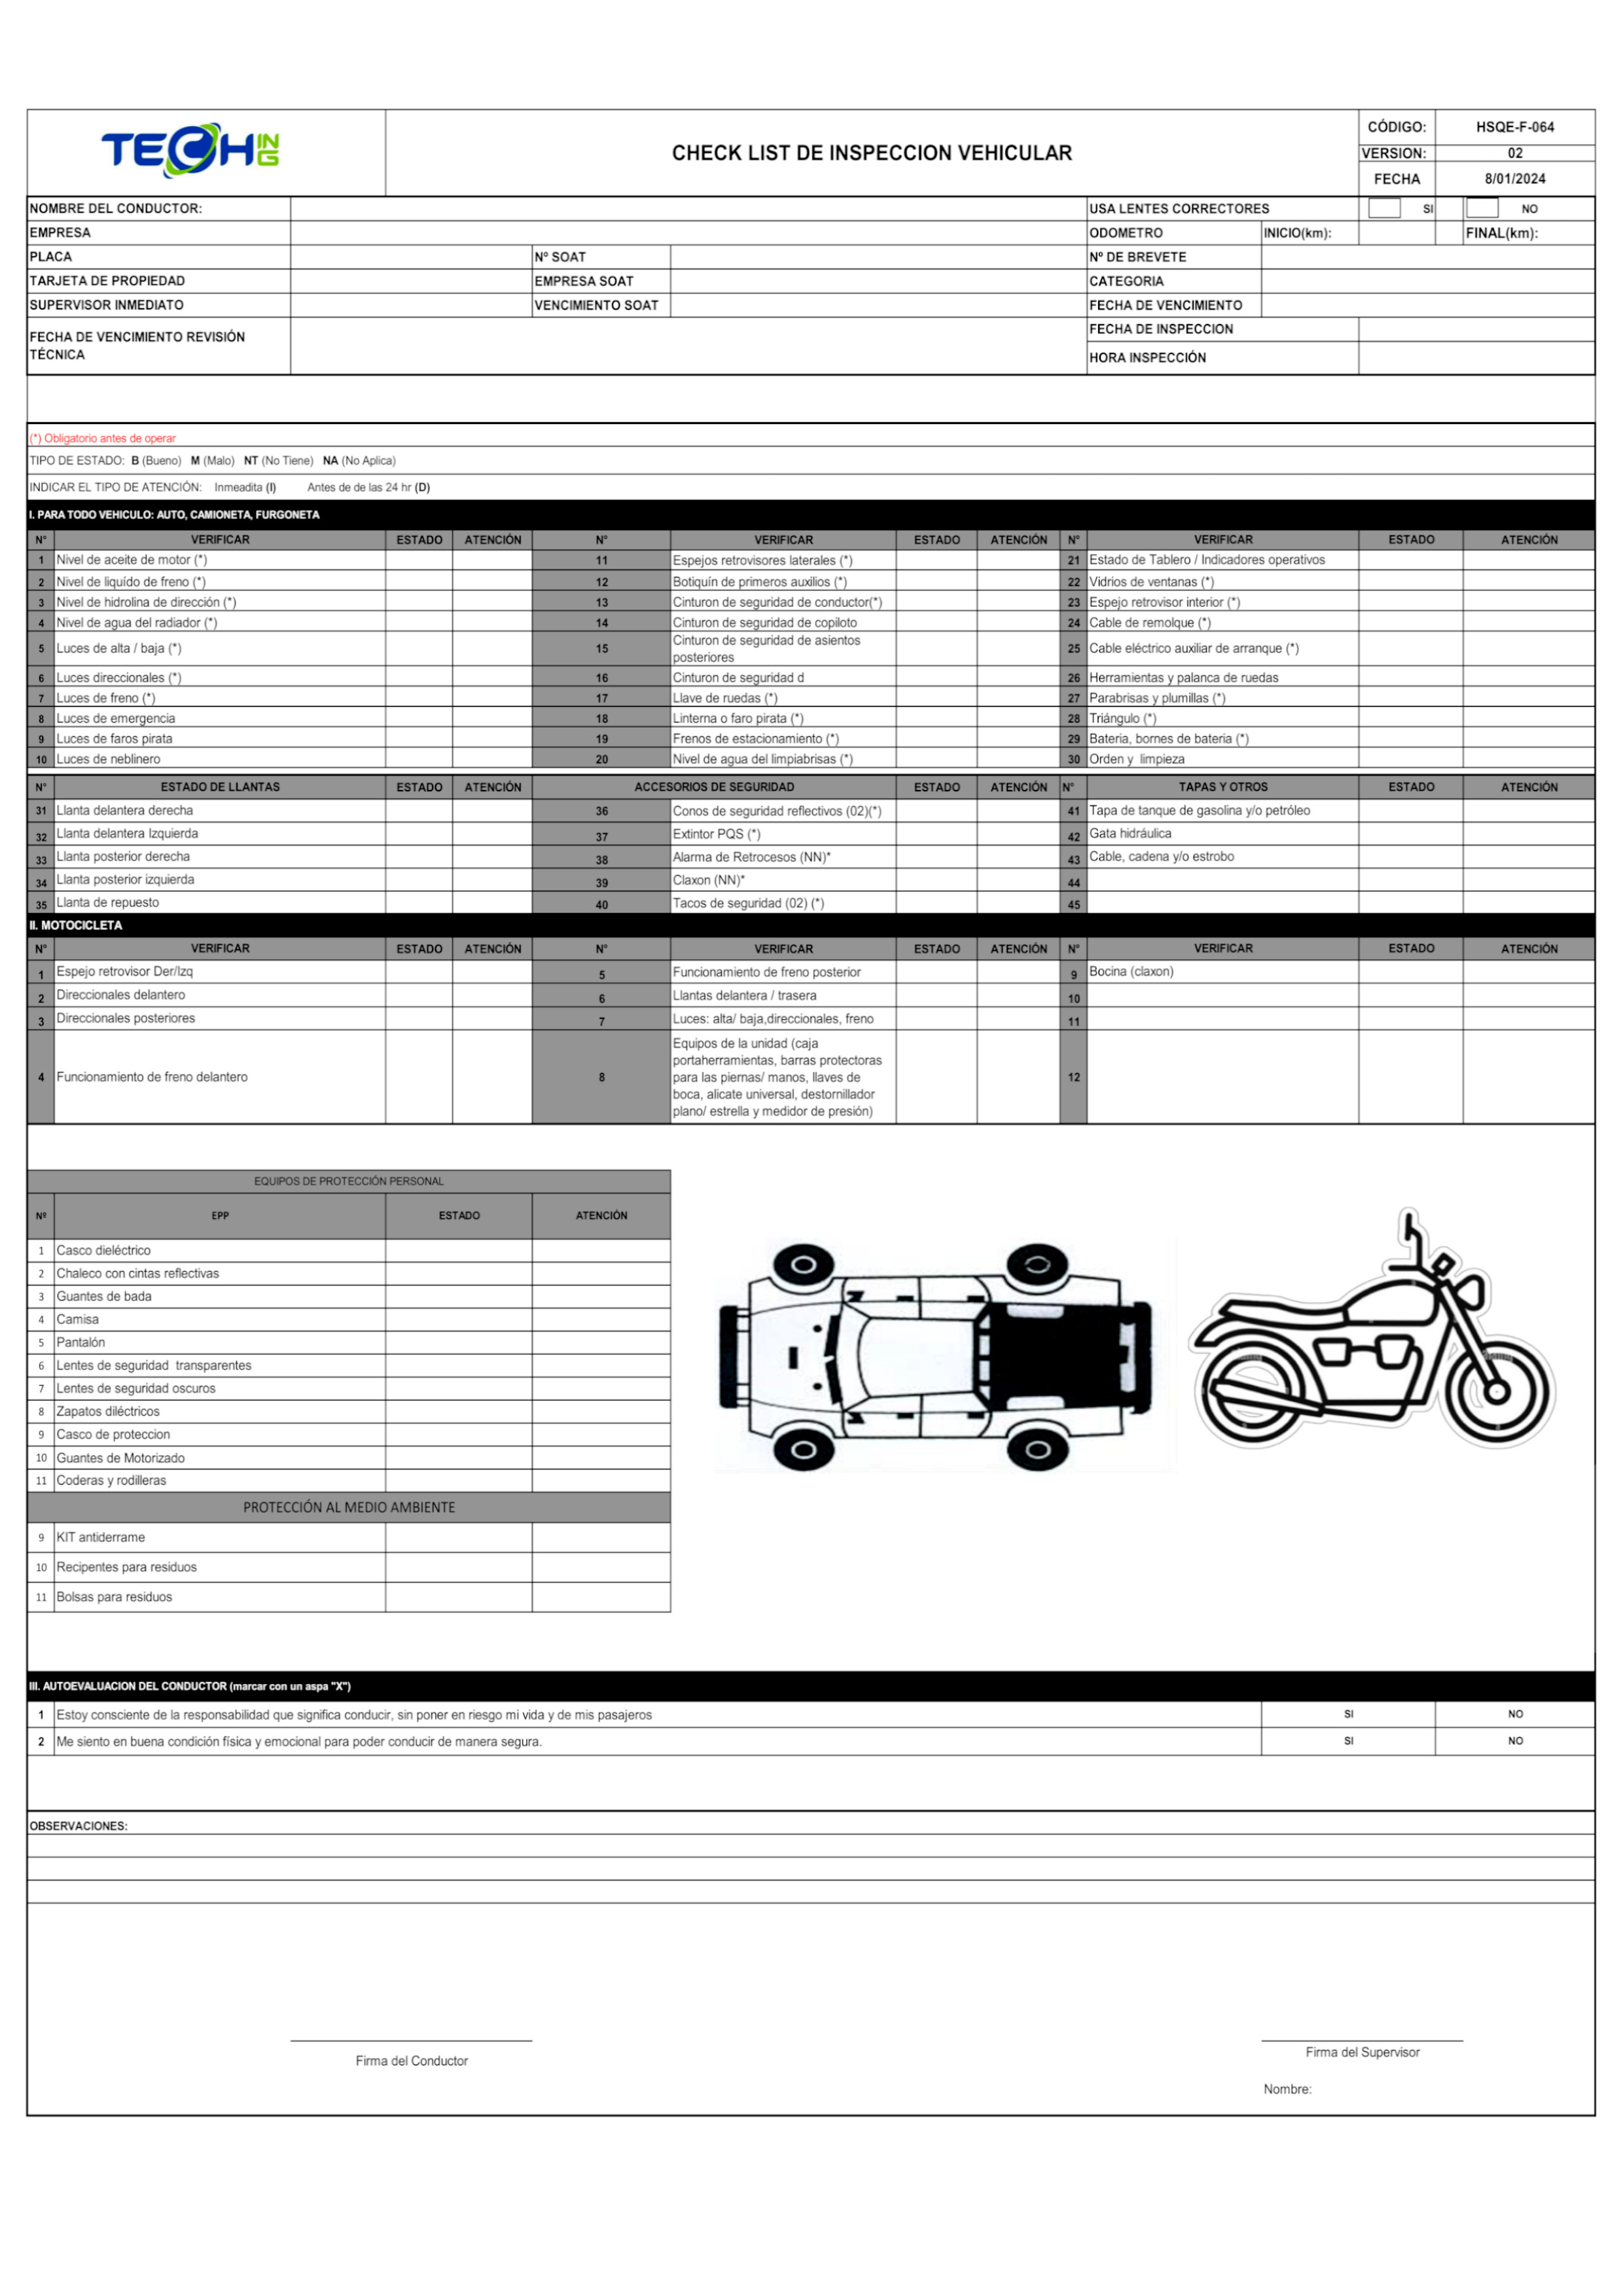 TECH ING
CHECK LIST DE INSPECCION VEHICULAR
CÓDIGO: HSQE-F-064
VERSION: 02
FECHA 8/01/2024
NOMBRE DEL CONDUCTOR: USA LENTES CORRECTORES SI NO
EMPRESA ODOMETRO INICIO(km): FINAL(km):
PLACA Nº SOAT Nº DE BREVETE
TARJETA DE PROPIEDAD EMPRESA SOAT CATEGORIA
SUPERVISOR INMEDIATO VENCIMIENTO SOAT FECHA DE VENCIMIENTO
FECHA DE VENCIMIENTO REVISIÓN TÉCNICA FECHA DE INSPECCION
HORA INSPECCIÓN
(*) Obligatorio antes de operar
TIPO DE ESTADO: B (Bueno) M (Malo) NT (No Tiene) NA (No Aplica)
INDICAR EL TIPO DE ATENCIÓN: Inmeadita (I) Antes de de las 24 hr (D)
I. PARA TODO VEHICULO: AUTO, CAMIONETA, FURGONETA
N° VERIFICAR ESTADO ATENCIÓN N° VERIFICAR ESTADO ATENCIÓN N° VERIFICAR ESTADO ATENCIÓN
1 Nivel de aceite de motor (*) 11 Espejos retrovisores laterales (*) 21 Estado de Tablero / Indicadores operativos
2 Nivel de liquído de freno (*) 12 Botiquín de primeros auxilios (*) 22 Vidrios de ventanas (*)
3 Nivel de hidrolina de dirección (*) 13 Cinturon de seguridad de conductor(*) 23 Espejo retrovisor interior (*)
4 Nivel de agua del radiador (*) 14 Cinturon de seguridad de copiloto 24 Cable de remolque (*)
5 Luces de alta / baja (*) 15 Cinturon de seguridad de asientos posteriores 25 Cable eléctrico auxiliar de arranque (*)
6 Luces direccionales (*) 16 Cinturon de seguridad d 26 Herramientas y palanca de ruedas
7 Luces de freno (*) 17 Llave de ruedas (*) 27 Parabrisas y plumillas (*)
8 Luces de emergencia 18 Linterna o faro pirata (*) 28 Triángulo (*)
9 Luces de faros pirata 19 Frenos de estacionamiento (*) 29 Bateria, bornes de bateria (*)
10 Luces de neblinero 20 Nivel de agua del limpiabrisas (*) 30 Orden y limpieza
N° ESTADO DE LLANTAS ESTADO ATENCIÓN ACCESORIOS DE SEGURIDAD ESTADO ATENCIÓN N° TAPAS Y OTROS ESTADO ATENCIÓN
31 Llanta delantera derecha 36 Conos de seguridad reflectivos (02)(*) 41 Tapa de tanque de gasolina y/o petróleo
32 Llanta delantera Izquierda 37 Extintor PQS (*) 42 Gata hidráulica
33 Llanta posterior derecha 38 Alarma de Retrocesos (NN)* 43 Cable, cadena y/o estrobo
34 Llanta posterior izquierda 39 Claxon (NN)* 44
35 Llanta de repuesto 40 Tacos de seguridad (02) (*) 45
II. MOTOCICLETA
N° VERIFICAR ESTADO ATENCIÓN N° VERIFICAR ESTADO ATENCIÓN N° VERIFICAR ESTADO ATENCIÓN
1 Espejo retrovisor Der/Izq 5 Funcionamiento de freno posterior 9 Bocina (claxon)
2 Direccionales delantero 6 Llantas delantera / trasera 10
3 Direccionales posteriores 7 Luces: alta/ baja,direccionales, freno 11
4 Funcionamiento de freno delantero 8 Equipos de la unidad (caja
portaherramientas, barras protectoras
para las piernas/ manos, llaves de
boca, alicate universal, destornillador
plano/ estrella y medidor de presión) 12
EQUIPOS DE PROTECCIÓN PERSONAL
Nº EPP ESTADO ATENCIÓN
1 Casco dieléctrico
2 Chaleco con cintas reflectivas
3 Guantes de bada
4 Camisa
5 Pantalón
6 Lentes de seguridad transparentes
7 Lentes de seguridad oscuros
8 Zapatos diléctricos
9 Casco de proteccion
10 Guantes de Motorizado
11 Coderas y rodilleras
PROTECCIÓN AL MEDIO AMBIENTE
9 KIT antiderrame
10 Recipentes para residuos
11 Bolsas para residuos
III. AUTOEVALUACION DEL CONDUCTOR (marcar con un aspa "X")
1 Estoy consciente de la responsabilidad que significa conducir, sin poner en riesgo mi vida y de mis pasajeros SI NO
2 Me siento en buena condición física y emocional para poder conducir de manera segura. SI NO
OBSERVACIONES:
Firma del Conductor
Firma del Supervisor
Nombre: